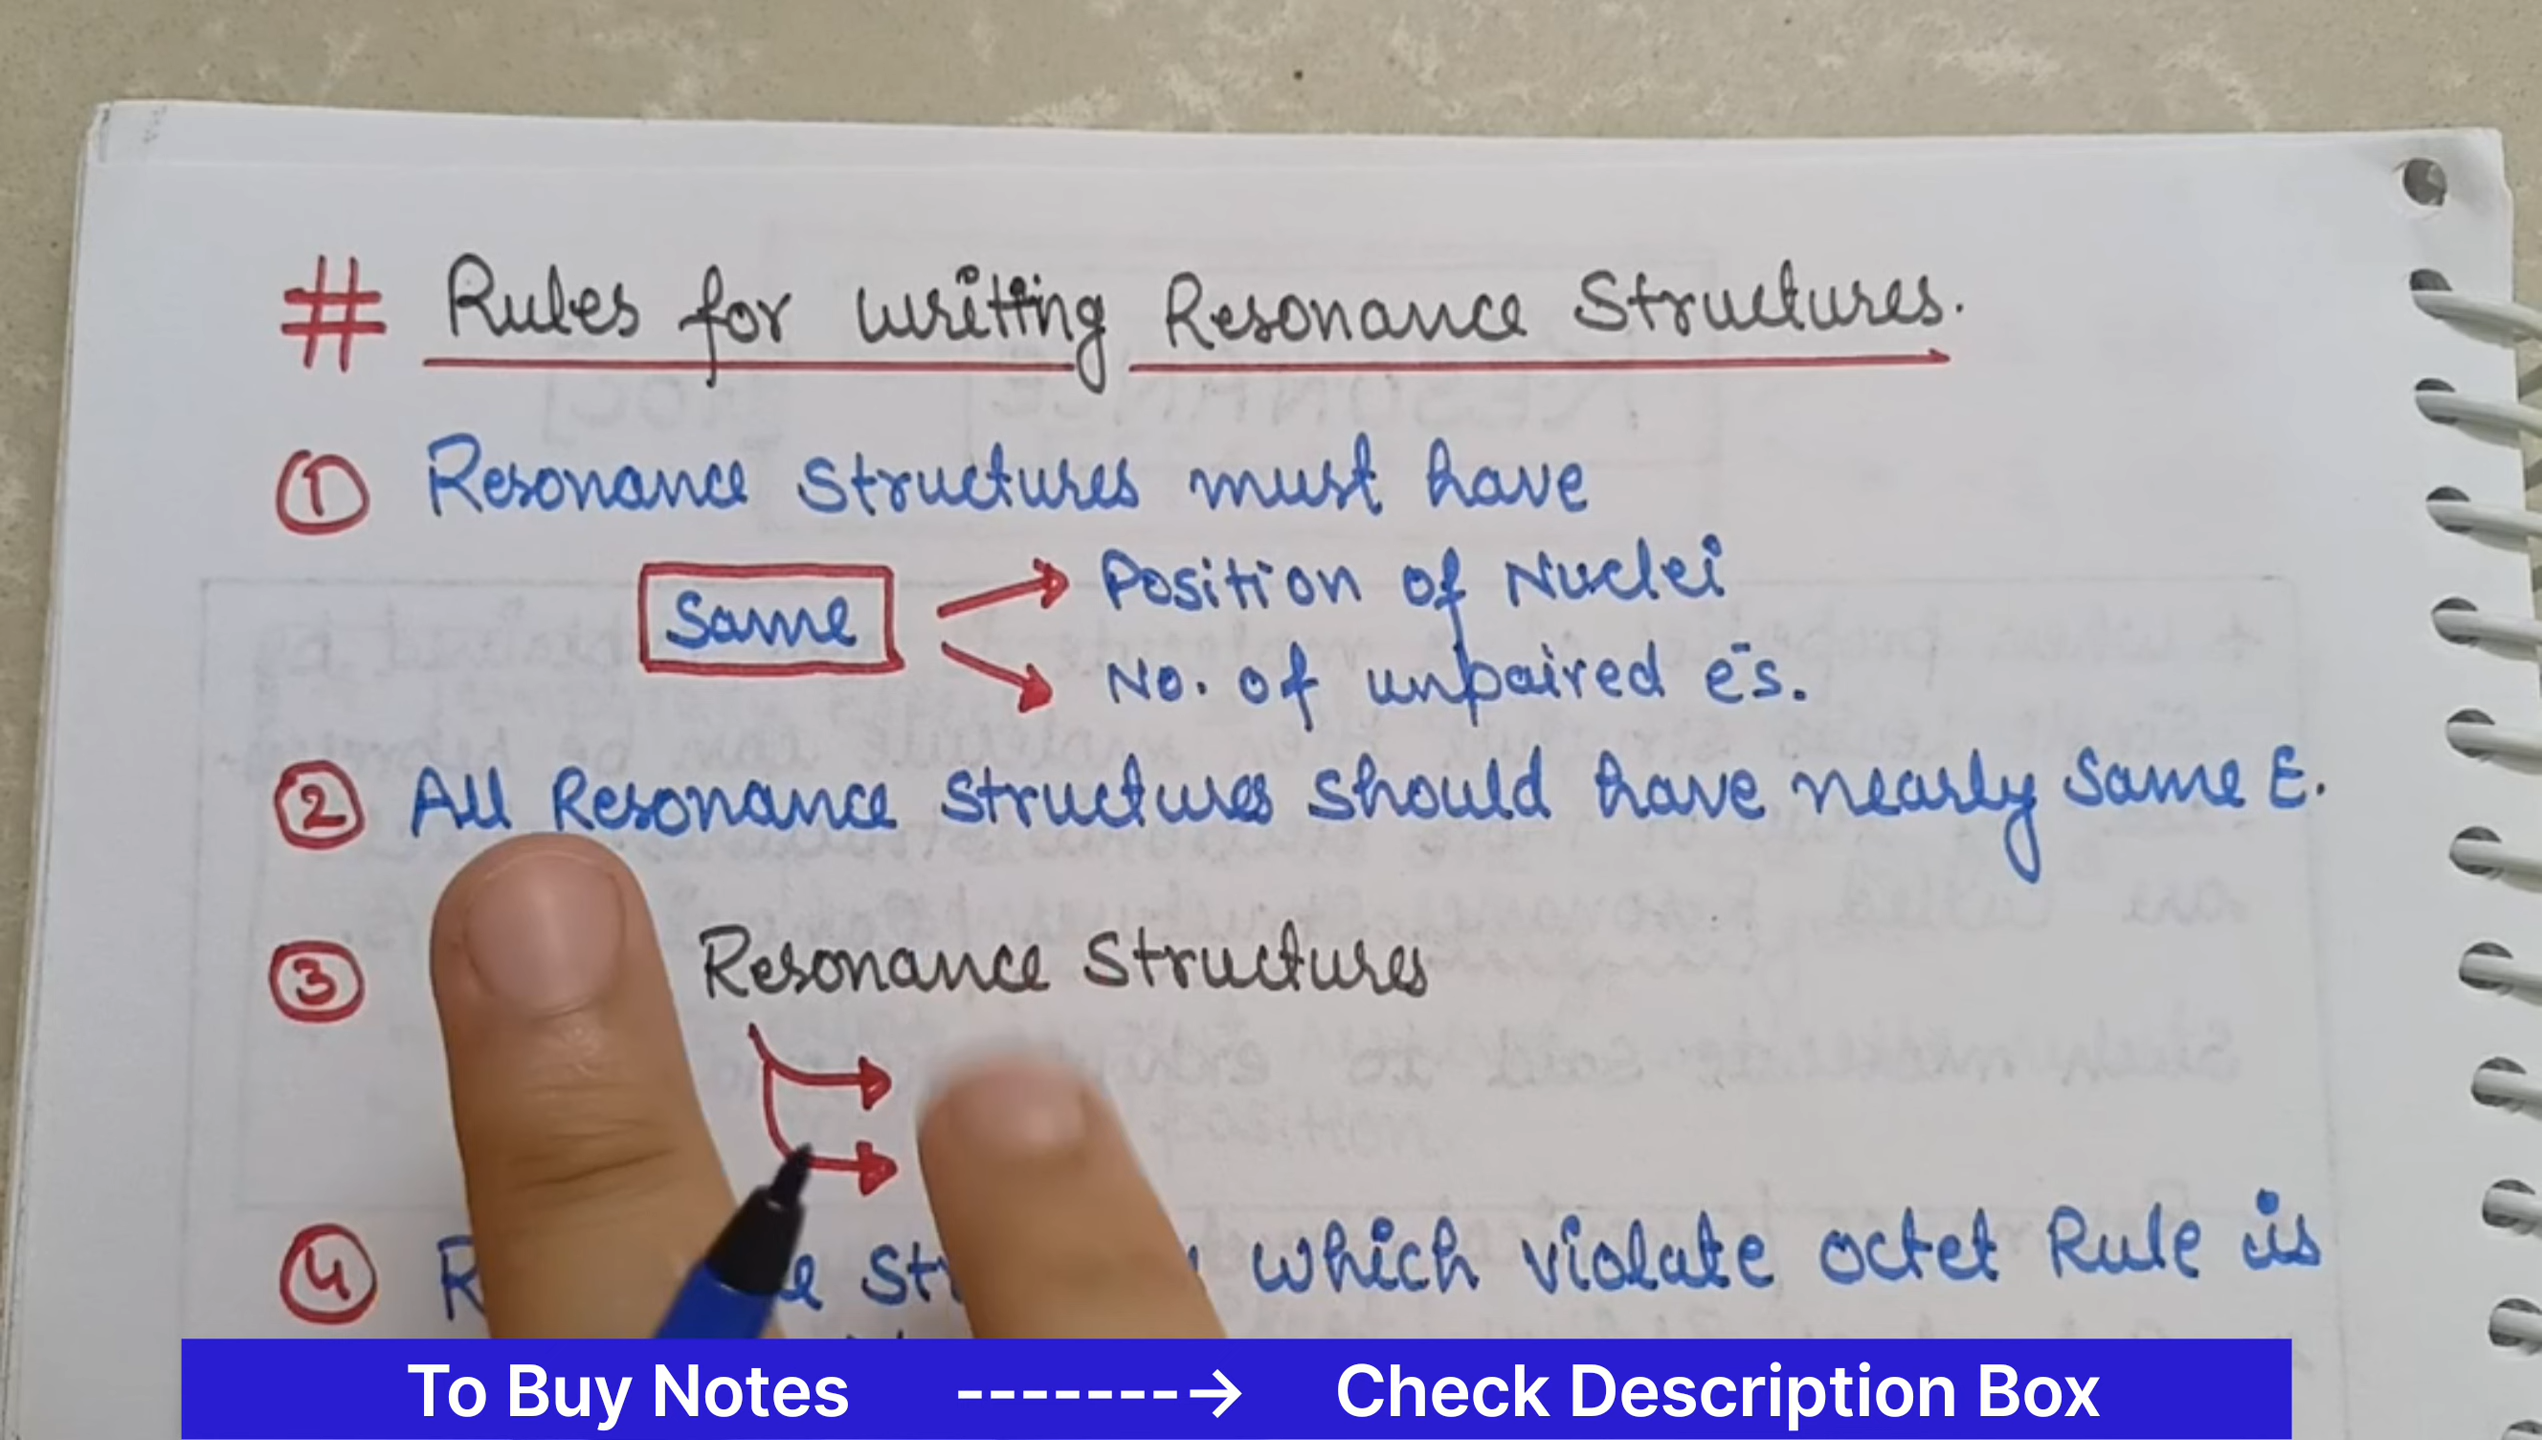 # Rules for writting Resonance Structures.
① Resonance Structures must have
Same → Position of Nuclei
→ No. of unpaired e⁻s.
② All Resonance Structures should have nearly Same E.
③ Resonance Structures
④ which violate octet Rule is
To Buy Notes -------→ Check Description Box